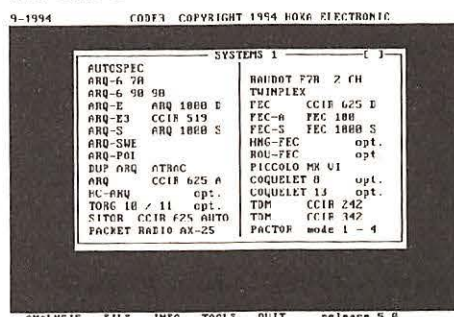 9-1994 CODE3 COPYRIGHT 1994 HOKA ELECTRONIC
SYSTEMS 1 [ ]
AUTOSPEC
ARQ-6 70
ARQ-6 90 98
ARQ-E ARQ 1000 D
ARQ-E3 CCIR 519
ARQ-S ARQ 1000 S
ARQ-SWE
ARQ-POI
DUP ARQ ATRAC
ARQ CCIR 625 A
HC-ARQ opt.
TORG 10 / 11 opt.
SITOR CCIR 625 AUTO
PACKET RADIO AX-25
BAUDOT F7B 2 CH
TWINPLEX
FEC CCIR 625 B
FEC-A FEC 100
FEC-S FEC 1000 S
HNG-FEC opt.
ROU-FEC opt
PICCOLO MK VI
COQUELET 8 opt.
COQUELET 13 opt.
TDM CCIR 242
TDM CCIR 342
PACTOR mode 1 - 4
ANALYSIS FILE INFO TOOLS QUIT release 5.0